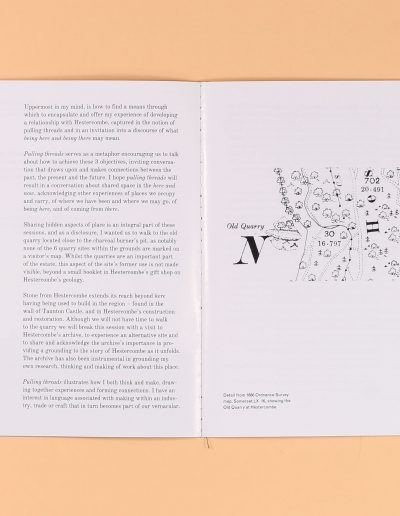 Uppermost in my mind, is how to find a means through
which to encapsulate and offer my experience of developing
a relationship with Hestercombe, captured in the notion of
pulling threads and in an invitation into a discourse of what
being here and being there may mean.
Pulling threads serves as a metaphor encouraging us to talk
about how to achieve these 3 objectives, inviting conversa-
tion that draws upon and makes connections between the
past, the present and the future. I hope pulling threads will
result in a conversation about shared space in the here and
now, acknowledging other experiences of places we occupy
and carry, of where we have been and where we may go, of
being here, and of coming from there.
Sharing hidden aspects of place is an integral part of these
sessions, and as a disclosure, I wanted us to walk to the old
quarry located close to the charcoal burner's pit, as notably
none of the 6 quarry sites within the grounds are marked on
a visitor's map. Whilst the quarries are an important part
of the estate, this aspect of the site's former use is not made
visible, beyond a small booklet in Hestercombe's gift shop on
Hestercombe's geology.
Stone from Hestercombe extends its reach beyond here
having being used to build in the region – found in the
wall of Taunton Castle, and in Hestercombe's construction
and restoration. Although we will not have time to walk
to the quarry we will break this session with a visit to
Hestercombe's archive, to experience an alternative site and
to share and acknowledge the archive's importance in pro-
viding a grounding to the story of Hestercombe as it unfolds.
The archive has also been instrumental in grounding my
own research, thinking and making of work about this place.
Pulling threads illustrates how I both think and make, draw-
ing together experiences and forming connections. I have an
interest in language associated with making within an indus-
try, trade or craft that in turn becomes part of our vernacular.
Old Quarry
N
30
16·797
702
20·491
H
Detail from 1886 Ordnance Survey
map, Somerset LX. 16, showing the
Old Quarry at Hestercombe